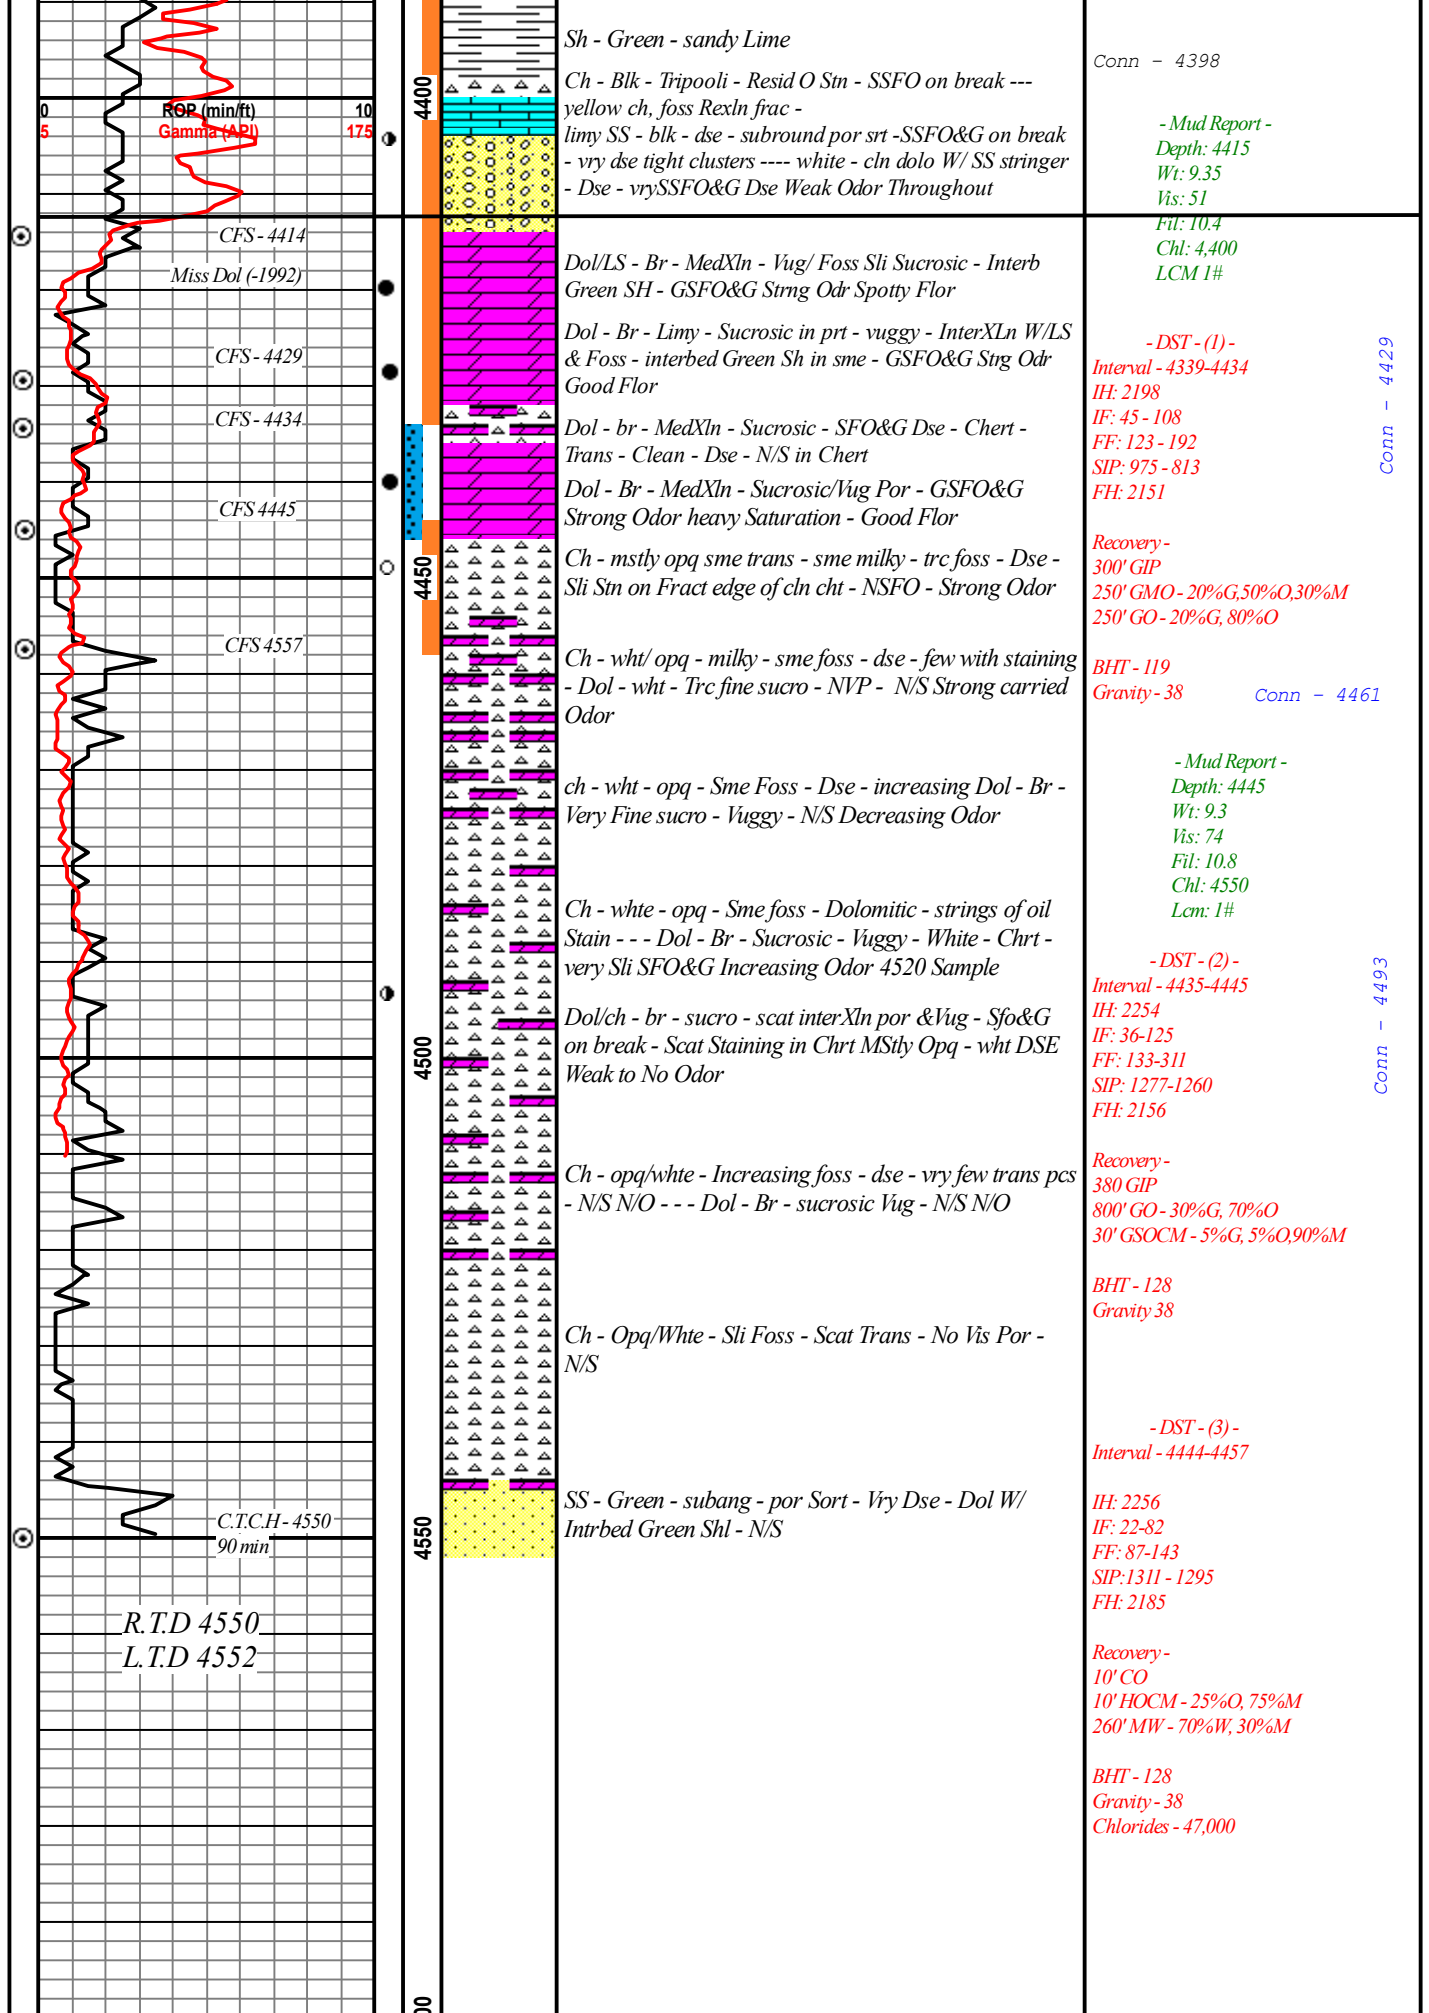 0
ROP (min/ft)
10
5
Gamma (API)
175
CFS - 4414
Miss Dol (-1992)
CFS - 4429
CFS - 4434
CFS 4445
CFS 4557
C.T.C.H - 4550
90 min
R.T.D 4550
L.T.D 4552
4400
4450
4500
4550
Sh - Green - sandy Lime
Ch - Blk - Tripooli - Resid O Stn - SSFO on break ---
yellow ch, foss Rexln frac -
limy SS - blk - dse - subround por srt -SSFO&G on break
- vry dse tight clusters ---- white - cln dolo W/ SS stringer
- Dse - vrySSFO&G Dse Weak Odor Throughout
Dol/LS - Br - MedXln - Vug/ Foss Sli Sucrosic - Interb
Green SH - GSFO&G Strng Odr Spotty Flor
Dol - Br - Limy - Sucrosic in prt - vuggy - InterXLn W/LS
& Foss - interbed Green Sh in sme - GSFO&G Strg Odr
Good Flor
Dol - br - MedXln - Sucrosic - SFO&G Dse - Chert -
Trans - Clean - Dse - N/S in Chert
Dol - Br - MedXln - Sucrosic/Vug Por - GSFO&G
Strong Odor heavy Saturation - Good Flor
Ch - mstly opq sme trans - sme milky - trc foss - Dse -
Sli Stn on Fract edge of cln cht - NSFO - Strong Odor
Ch - wht/ opq - milky - sme foss - dse - few with staining
- Dol - wht - Trc fine sucro - NVP - N/S Strong carried
Odor
ch - wht - opq - Sme Foss - Dse - increasing Dol - Br -
Very Fine sucro - Vuggy - N/S Decreasing Odor
Ch - whte - opq - Sme foss - Dolomitic - strings of oil
Stain - - - Dol - Br - Sucrosic - Vuggy - White - Chrt -
very Sli SFO&G Increasing Odor 4520 Sample
Dol/ch - br - sucro - scat interXln por &Vug - Sfo&G
on break - Scat Staining in Chrt MStly Opq - wht DSE
Weak to No Odor
Ch - opq/whte - Increasing foss - dse - vry few trans pcs
- N/S N/O - - - Dol - Br - sucrosic Vug - N/S N/O
Ch - Opq/Whte - Sli Foss - Scat Trans - No Vis Por -
N/S
SS - Green - subang - por Sort - Vry Dse - Dol W/
Intrbed Green Shl - N/S
Conn - 4398
- Mud Report -
Depth: 4415
Wt: 9.35
Vis: 51
Fil: 10.4
Chl: 4,400
LCM 1#
Conn - 4429
- DST - (1) -
Interval - 4339-4434
IH: 2198
IF: 45 - 108
FF: 123 - 192
SIP: 975 - 813
FH: 2151
Recovery -
300' GIP
250' GMO - 20%G,50%O,30%M
250' GO - 20%G, 80%O
BHT - 119
Gravity - 38
Conn - 4461
- Mud Report -
Depth: 4445
Wt: 9.3
Vis: 74
Fil: 10.8
Chl: 4550
Lcm: 1#
Conn - 4493
- DST - (2) -
Interval - 4435-4445
IH: 2254
IF: 36-125
FF: 133-311
SIP: 1277-1260
FH: 2156
Recovery -
380 GIP
800' GO - 30%G, 70%O
30' GSOCM - 5%G, 5%O,90%M
BHT - 128
Gravity 38
- DST - (3) -
Interval - 4444-4457
IH: 2256
IF: 22-82
FF: 87-143
SIP:1311 - 1295
FH: 2185
Recovery -
10' CO
10' HOCM - 25%O, 75%M
260' MW - 70%W, 30%M
BHT - 128
Gravity - 38
Chlorides - 47,000